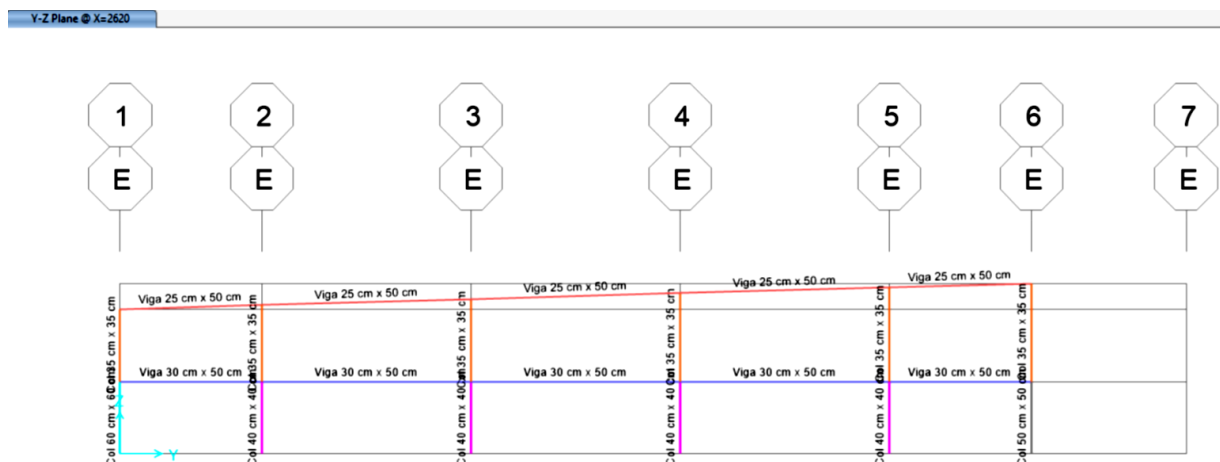 Y-Z Plane @ X=2620
1 2 3 4 5 6 7
E E E E E E E
Viga 25 cm x 50 cm
Viga 25 cm x 50 cm
Viga 25 cm x 50 cm
Viga 25 cm x 50 cm
Viga 25 cm x 50 cm
Col 35 cm x 35 cm
Col 35 cm x 35 cm
Col 35 cm x 35 cm
Col 35 cm x 35 cm
Col 35 cm x 35 cm
Col 35 cm x 35 cm
Viga 30 cm x 50 cm
Viga 30 cm x 50 cm
Viga 30 cm x 50 cm
Viga 30 cm x 50 cm
Viga 30 cm x 50 cm
Col 60 cm x 60 cm
Col 40 cm x 40 cm
Col 40 cm x 40 cm
Col 40 cm x 40 cm
Col 40 cm x 40 cm
Col 50 cm x 50 cm
Y